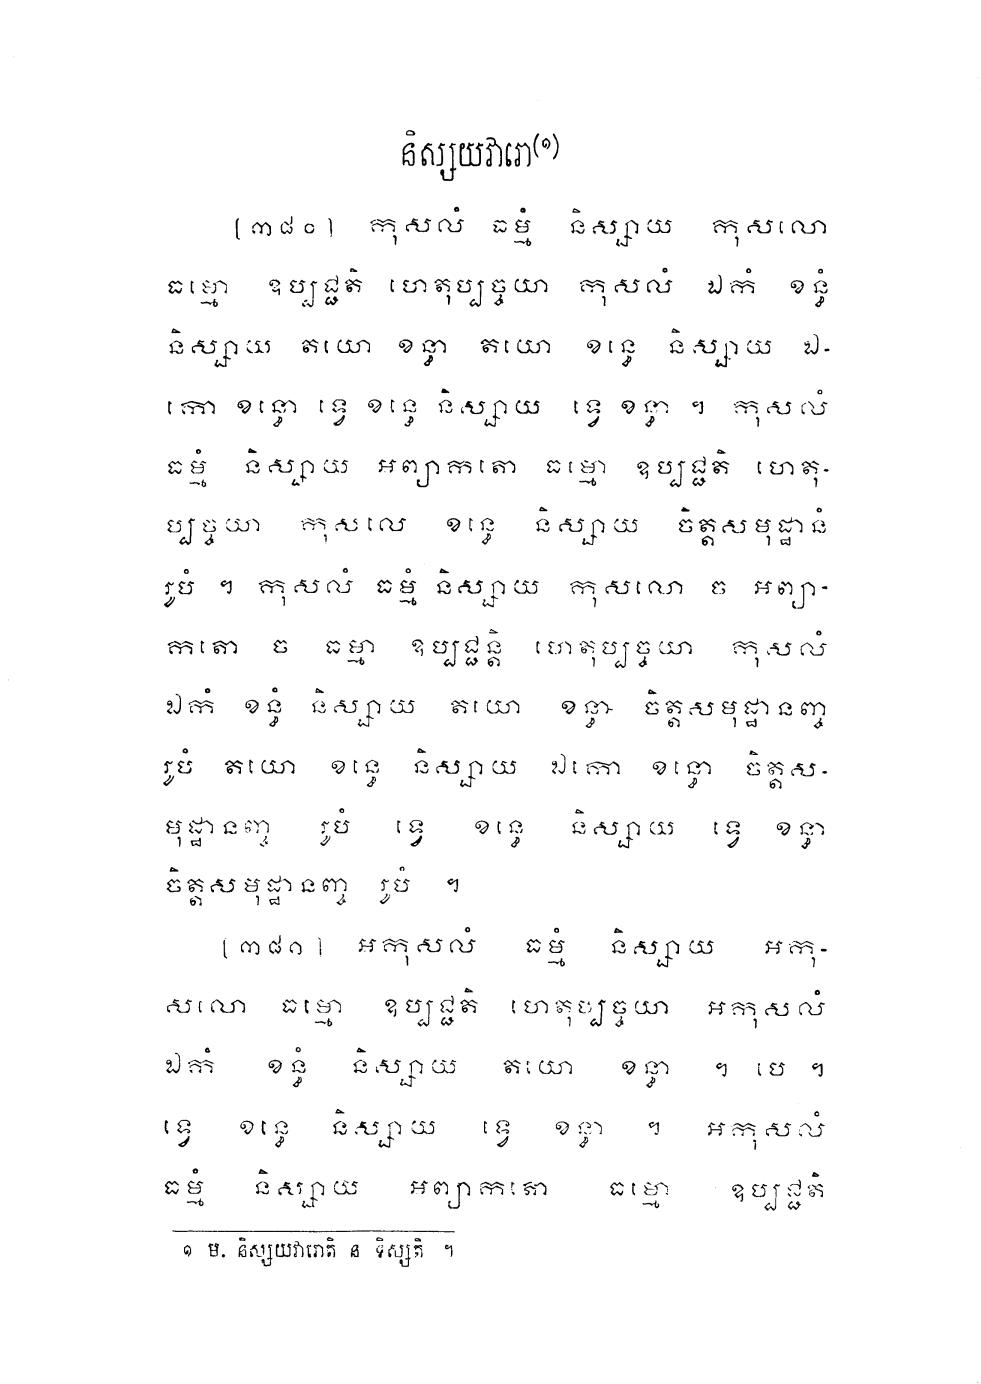 និស្សយវារោ(១)
[៣៨០] កុសលំ ធម្មំ និស្សាយ កុសលោ
ធម្មោ ឧប្បជ្ជតិ ហេតុប្បច្ចយា កុសលំ ឯកំ ខន្ធំ
និស្សាយ តយោ ខន្ធា តយោ ខន្ធេ និស្សាយ ឯ-
កោ ខន្ធោ ទ្វេ ខន្ធេ និស្សាយ ទ្វេ ខន្ធា ។ កុសលំ
ធម្មំ និស្សាយ អព្យាកតោ ធម្មោ ឧប្បជ្ជតិ ហេតុ-
ប្បច្ចយា កុសលេ ខន្ធេ និស្សាយ ចិត្តសមុដ្ឋានំ
រូបំ ។ កុសលំ ធម្មំ និស្សាយ កុសលោ ច អព្យា-
កតោ ច ធម្មា ឧប្បជ្ជន្តិ ហេតុប្បច្ចយា កុសលំ
ឯកំ ខន្ធំ និស្សាយ តយោ ខន្ធា ចិត្តសមុដ្ឋានញ្ច
រូបំ តយោ ខន្ធេ និស្សាយ ឯកោ ខន្ធោ ចិត្តស-
មុដ្ឋានញ្ច រូបំ ទ្វេ ខន្ធេ និស្សាយ ទ្វេ ខន្ធា
ចិត្តសមុដ្ឋានញ្ច រូបំ ។
[៣៨១] អកុសលំ ធម្មំ និស្សាយ អកុ-
សលោ ធម្មោ ឧប្បជ្ជតិ ហេតុប្បច្ចយា អកុសលំ
ឯកំ ខន្ធំ និស្សាយ តយោ ខន្ធា ។ បេ ។
ទ្វេ ខន្ធេ និស្សាយ ទ្វេ ខន្ធា ។ អកុសលំ
ធម្មំ និស្សាយ អព្យាកតោ ធម្មោ ឧប្បជ្ជតិ
១ ម. និស្សយវារោតិ ន ទិស្សតិ ។